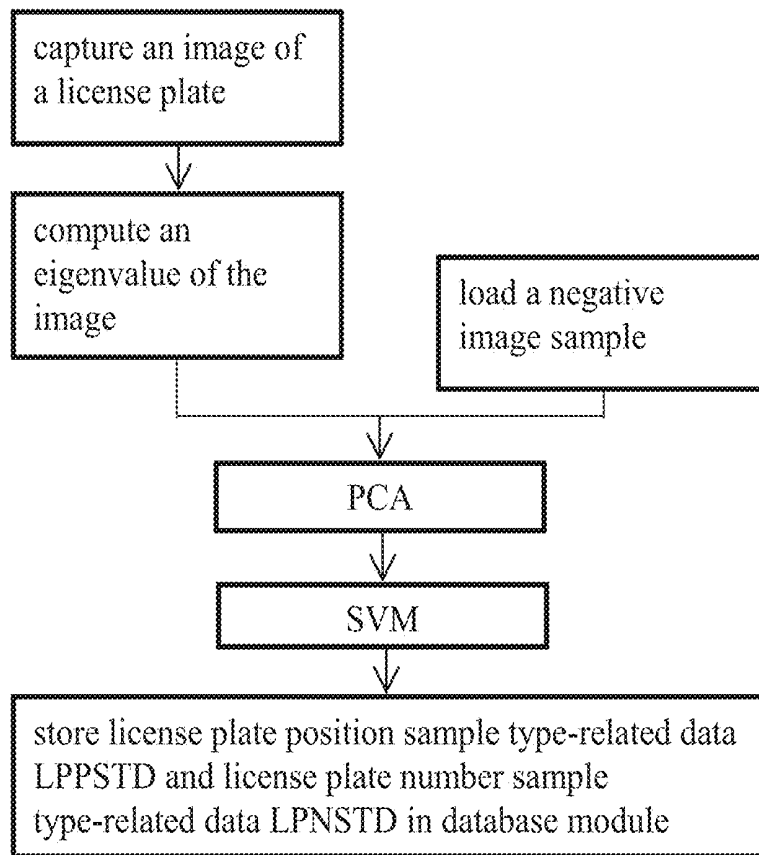 capture an image of
a license plate
compute an
eigenvalue of the
image
load a negative
image sample
PCA
SVM
store license plate position sample type-related data
LPPSTD and license plate number sample
type-related data LPNSTD in database module